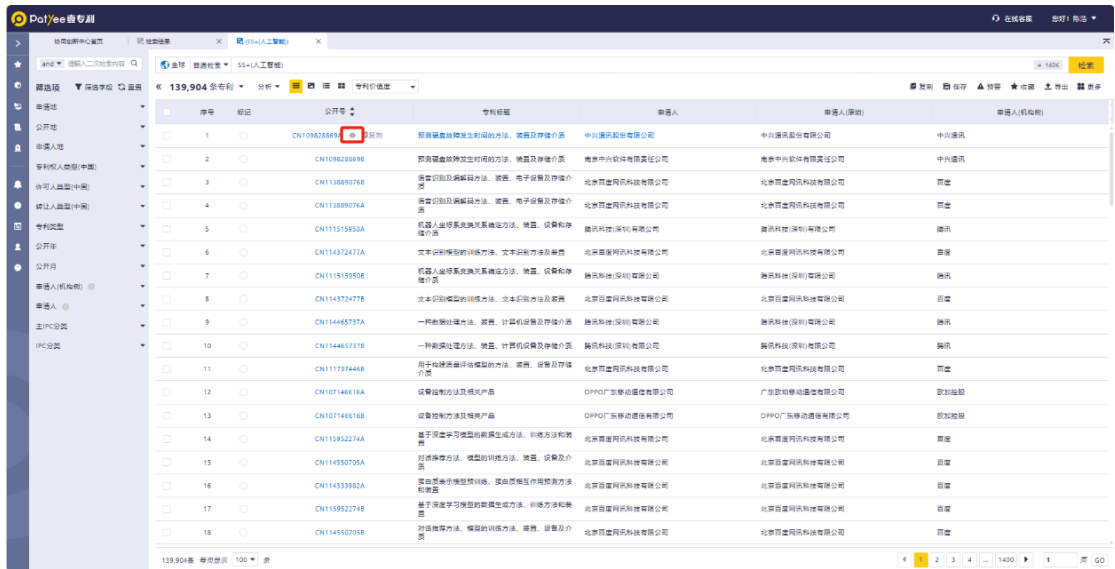 Patyee壹专利
在线客服 您好！陈浩
协同创新中心首页 检索结果 × (SS=(人工智能)) ×
and 请输入二次检索内容
全球 普通检索 SS=(人工智能) 140K 检索
筛选项 筛选字段 重置
139,904 条专利 分析 专利价值度
复制 保存 预警 收藏 导出 更多
申请地
公开地
申请人地
专利权人类型(中国)
许可人类型(中国)
转让人类型(中国)
专利类型
公开年
公开月
申请人(机构树)
申请人
主IPC分类
IPC分类
序号 标记 公开号 专利标题 申请人 申请人(原始) 申请人(机构树)
1 CN109828869A 复制 预测硬盘故障发生时间的方法、装置及存储介质 中兴通讯股份有限公司 中兴通讯股份有限公司 中兴通讯
2 CN109828869B 预测硬盘故障发生时间的方法、装置及存储介质 南京中兴软件有限责任公司 南京中兴软件有限责任公司 中兴通讯
3 CN113889076B 语音识别及编解码方法、装置、电子设备及存储介质 北京百度网讯科技有限公司 北京百度网讯科技有限公司 百度
4 CN113889076A 语音识别及编解码方法、装置、电子设备及存储介质 北京百度网讯科技有限公司 北京百度网讯科技有限公司 百度
5 CN111515950A 机器人坐标系变换关系确定方法、装置、设备和存储介质 腾讯科技(深圳)有限公司 腾讯科技(深圳)有限公司 腾讯
6 CN114372477A 文本识别模型的训练方法、文本识别方法及装置 北京百度网讯科技有限公司 北京百度网讯科技有限公司 百度
7 CN111515950B 机器人坐标系变换关系确定方法、装置、设备和存储介质 腾讯科技(深圳)有限公司 腾讯科技(深圳)有限公司 腾讯
8 CN114372477B 文本识别模型的训练方法、文本识别方法及装置 北京百度网讯科技有限公司 北京百度网讯科技有限公司 百度
9 CN114465737A 一种数据处理方法、装置、计算机设备及存储介质 腾讯科技(深圳)有限公司 腾讯科技(深圳)有限公司 腾讯
10 CN114465737B 一种数据处理方法、装置、计算机设备及存储介质 腾讯科技(深圳)有限公司 腾讯科技(深圳)有限公司 腾讯
11 CN111737446B 用于构建质量评估模型的方法、装置、设备及存储介质 北京百度网讯科技有限公司 北京百度网讯科技有限公司 百度
12 CN107146616A 设备控制方法及相关产品 OPPO广东移动通信有限公司 广东欧珀移动通信有限公司 欧加控股
13 CN107146616B 设备控制方法及相关产品 OPPO广东移动通信有限公司 OPPO广东移动通信有限公司 欧加控股
14 CN115952274A 基于深度学习模型的数据生成方法、训练方法和装置 北京百度网讯科技有限公司 北京百度网讯科技有限公司 百度
15 CN114550705A 对话推荐方法、模型的训练方法、装置、设备及介质 北京百度网讯科技有限公司 北京百度网讯科技有限公司 百度
16 CN114333982A 蛋白质表示模型预训练、蛋白质相互作用预测方法和装置 北京百度网讯科技有限公司 北京百度网讯科技有限公司 百度
17 CN115952274B 基于深度学习模型的数据生成方法、训练方法和装置 北京百度网讯科技有限公司 北京百度网讯科技有限公司 百度
18 CN114550705B 对话推荐方法、模型的训练方法、装置、设备及介质 北京百度网讯科技有限公司 北京百度网讯科技有限公司 百度
139,904条 每页显示 100 条
1 2 3 4 ... 1400 1 页 GO